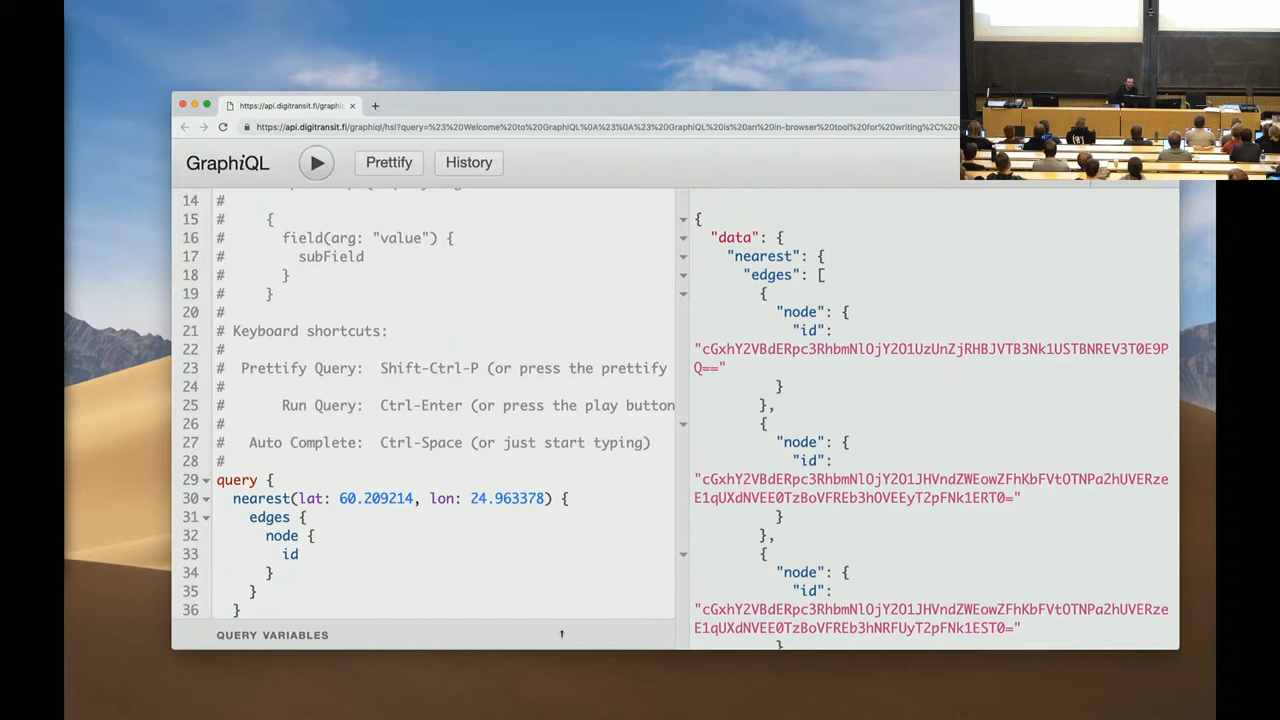 https://api.digitransit.fi/graphic
https://api.digitransit.fi/graphiql/hsl?query=%23%20Welcome%20to%20GraphiQL%0A%23%0A%23%20GraphiQL%20is%20an%20in-browser%20tool%20for%20writing%2C%20v
GraphiQL
Prettify
History
14 #
15 # {
16 # field(arg: "value") {
17 # subField
18 # }
19 # }
20 #
21 # Keyboard shortcuts:
22 #
23 # Prettify Query: Shift-Ctrl-P (or press the prettify
24 #
25 # Run Query: Ctrl-Enter (or press the play button
26 #
27 # Auto Complete: Ctrl-Space (or just start typing)
28 #
29 query {
30 nearest(lat: 60.209214, lon: 24.963378) {
31 edges {
32 node {
33 id
34 }
35 }
36 }
QUERY VARIABLES
{
"data": {
"nearest": {
"edges": [
{
"node": {
"id":
"cGxhY2VBdERpc3RhbmNlOjY2O1UzUnZjRHBJVTB3Nk1USTBNREV3T0E9P
Q=="
}
},
{
"node": {
"id":
"cGxhY2VBdERpc3RhbmNlOjY2O1JHVndZWEowZFhKbFVtOTNPa2hUVERze
E1qUXdNVEE0TzBoVFREb3hOVEEyT2pFNk1ERT0="
}
},
{
"node": {
"id":
"cGxhY2VBdERpc3RhbmNlOjY2O1JHVndZWEowZFhKbFVtOTNPa2hUVERze
E1qUXdNVEE0TzBoVFREb3hNRFUyT2pFNk1EST0="
}